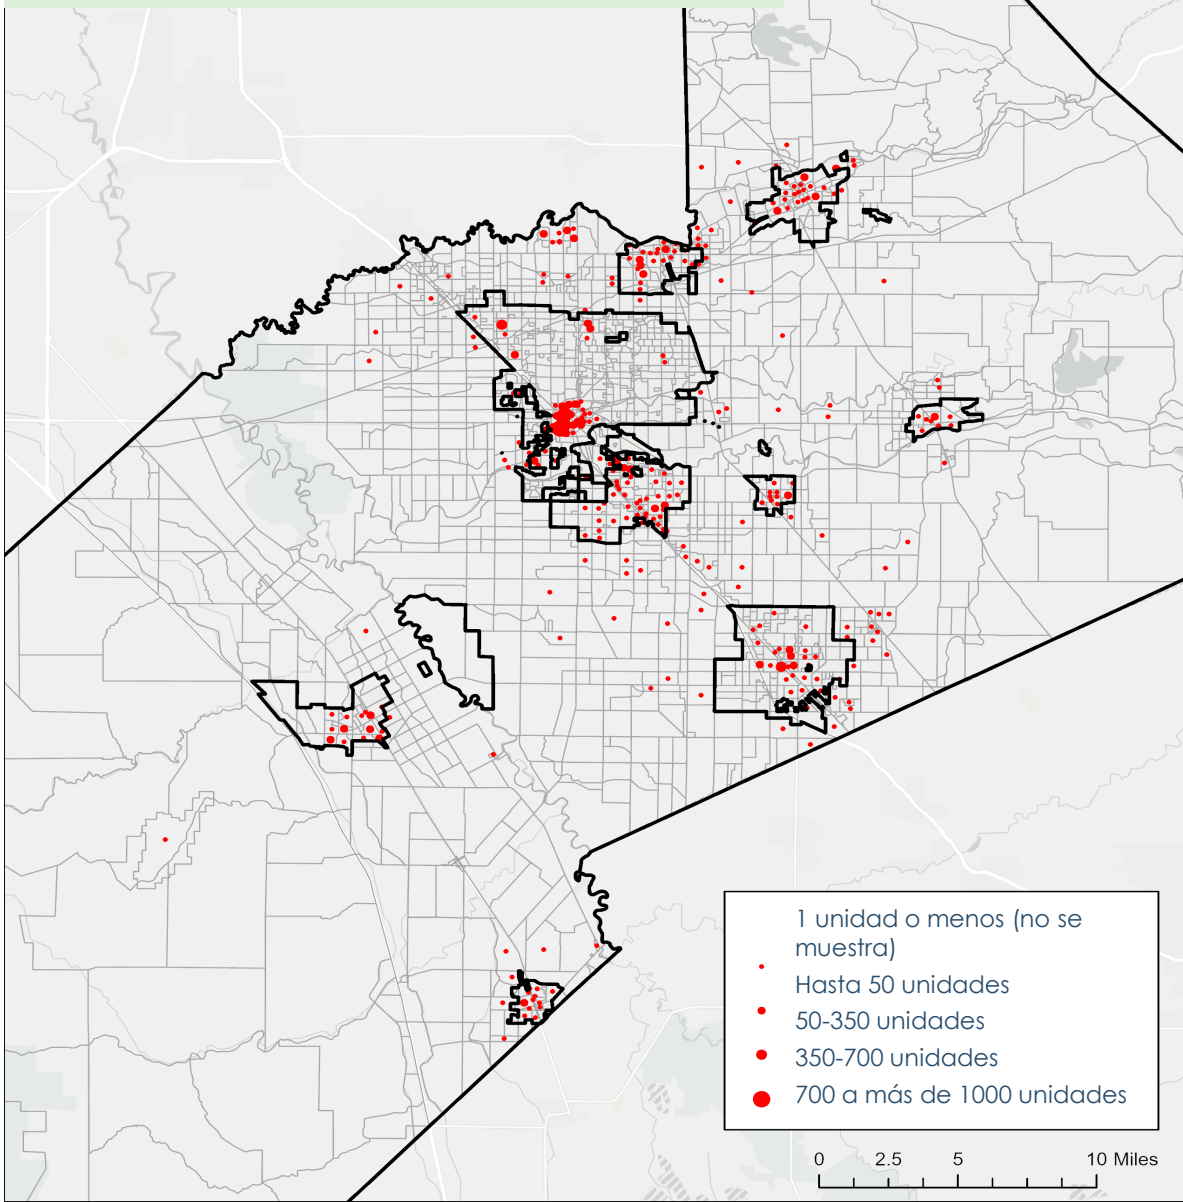 1 unidad o menos (no se
muestra)
Hasta 50 unidades
50-350 unidades
350-700 unidades
700 a más de 1000 unidades
0 2.5 5 10 Miles